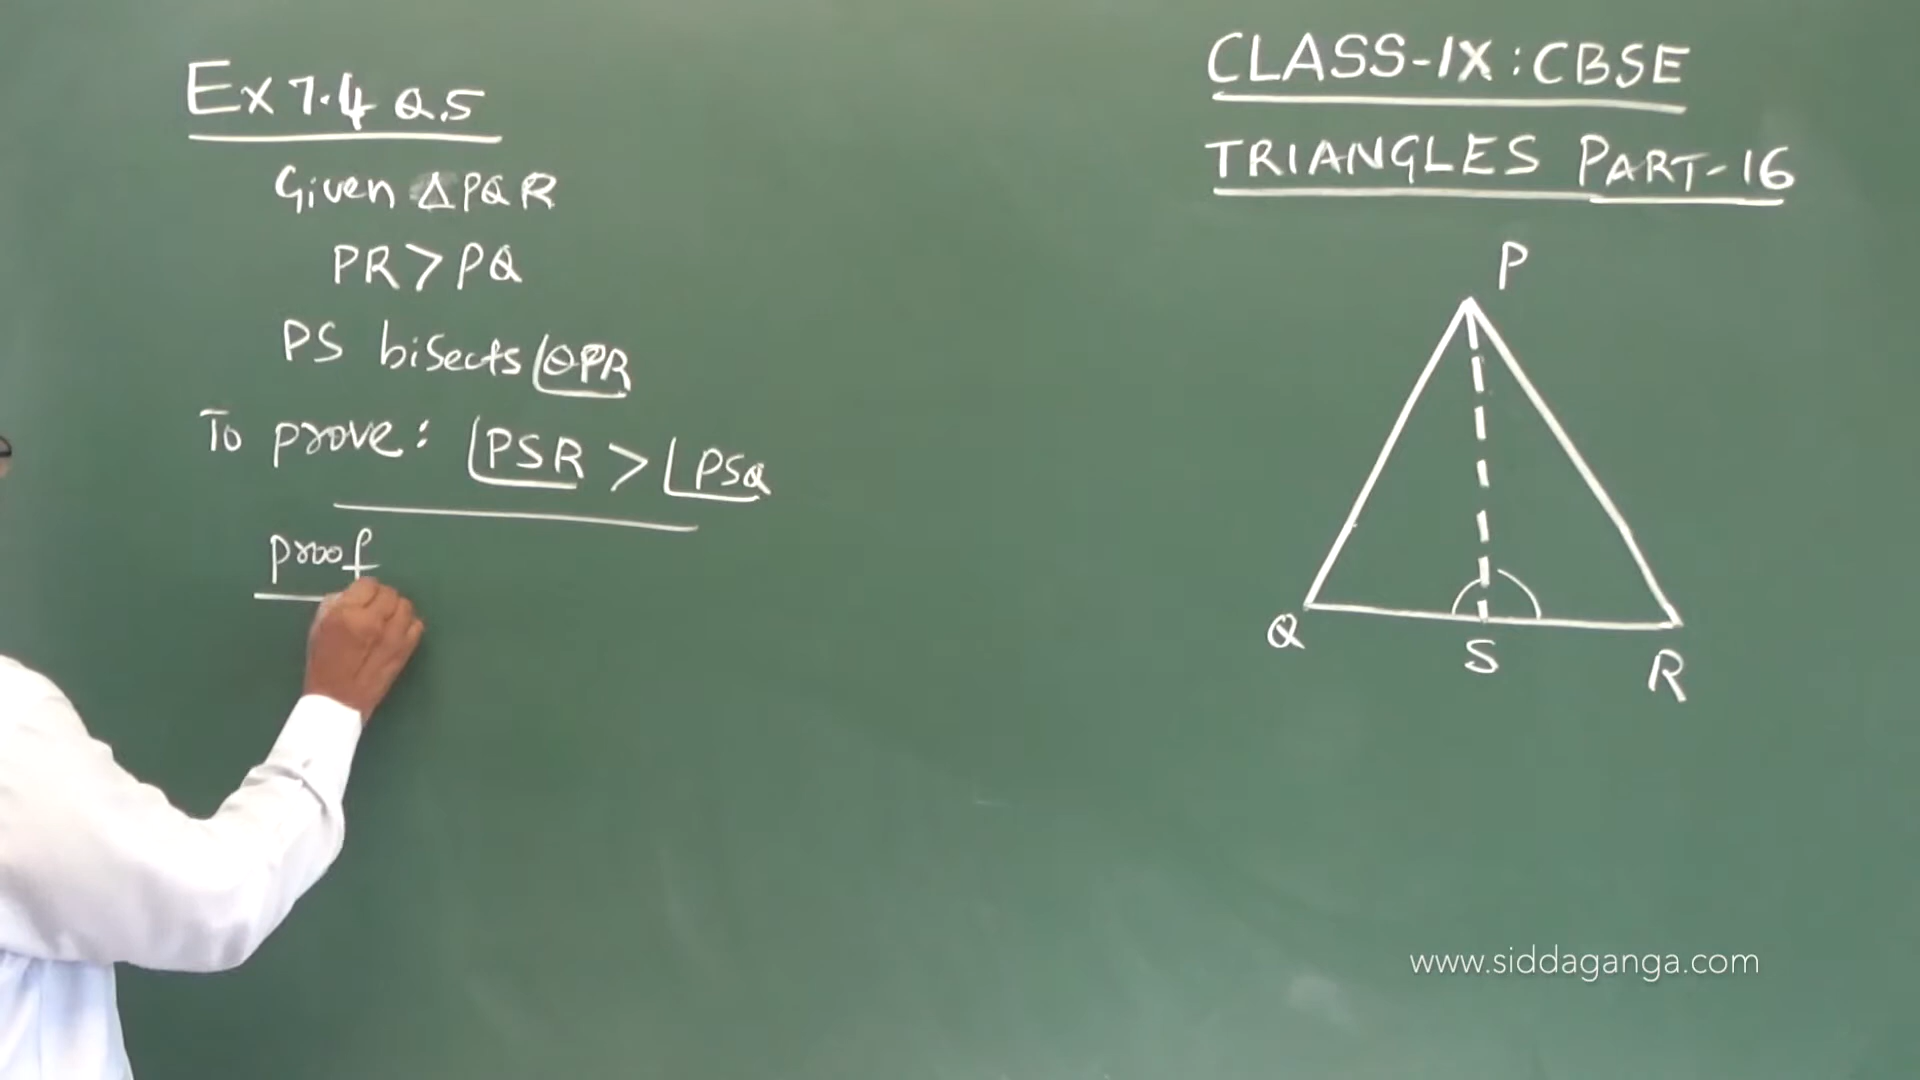 Ex 7.4 Q.5
Given Δ PQR
PR > PQ
PS bisects ∠QPR
To prove: ∠PSR > ∠PSQ
proof
CLASS-IX : CBSE
TRIANGLES PART-16
P
Q
S
R
www.siddaganga.com